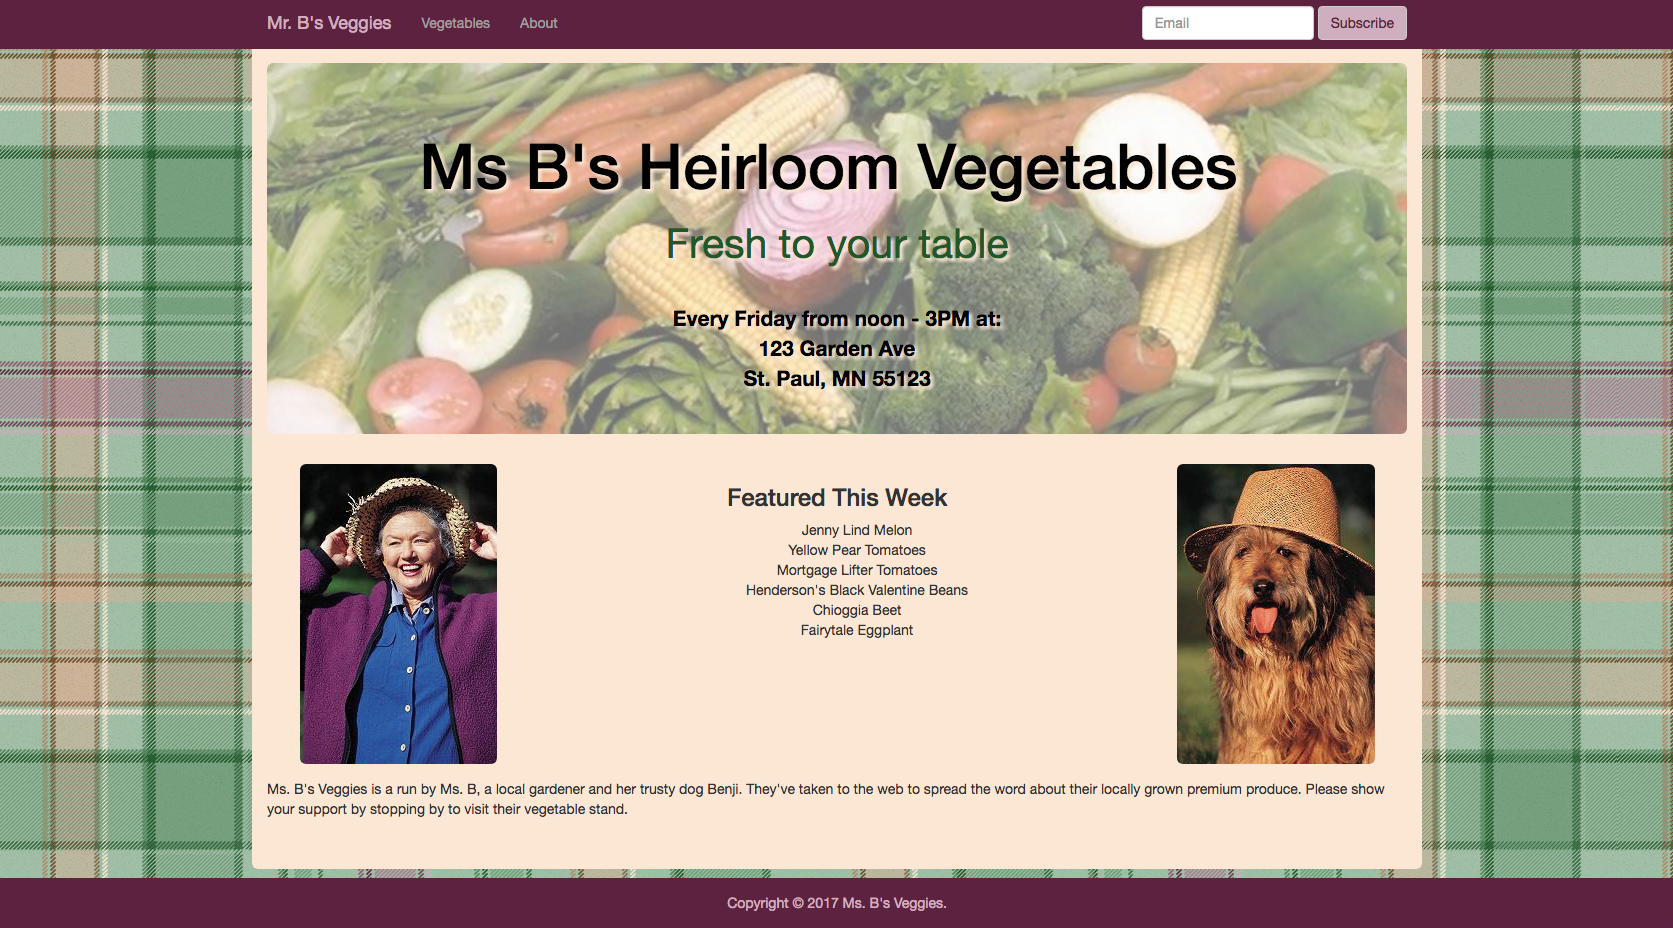 Mr. B's Veggies Vegetables About Email Subscribe
Ms B's Heirloom Vegetables
Fresh to your table
Every Friday from noon - 3PM at:
123 Garden Ave
St. Paul, MN 55123
Featured This Week
Jenny Lind Melon
Yellow Pear Tomatoes
Mortgage Lifter Tomatoes
Henderson's Black Valentine Beans
Chioggia Beet
Fairytale Eggplant
Ms. B's Veggies is a run by Ms. B, a local gardener and her trusty dog Benji. They've taken to the web to spread the word about their locally grown premium produce. Please show
your support by stopping by to visit their vegetable stand.
Copyright © 2017 Ms. B's Veggies.